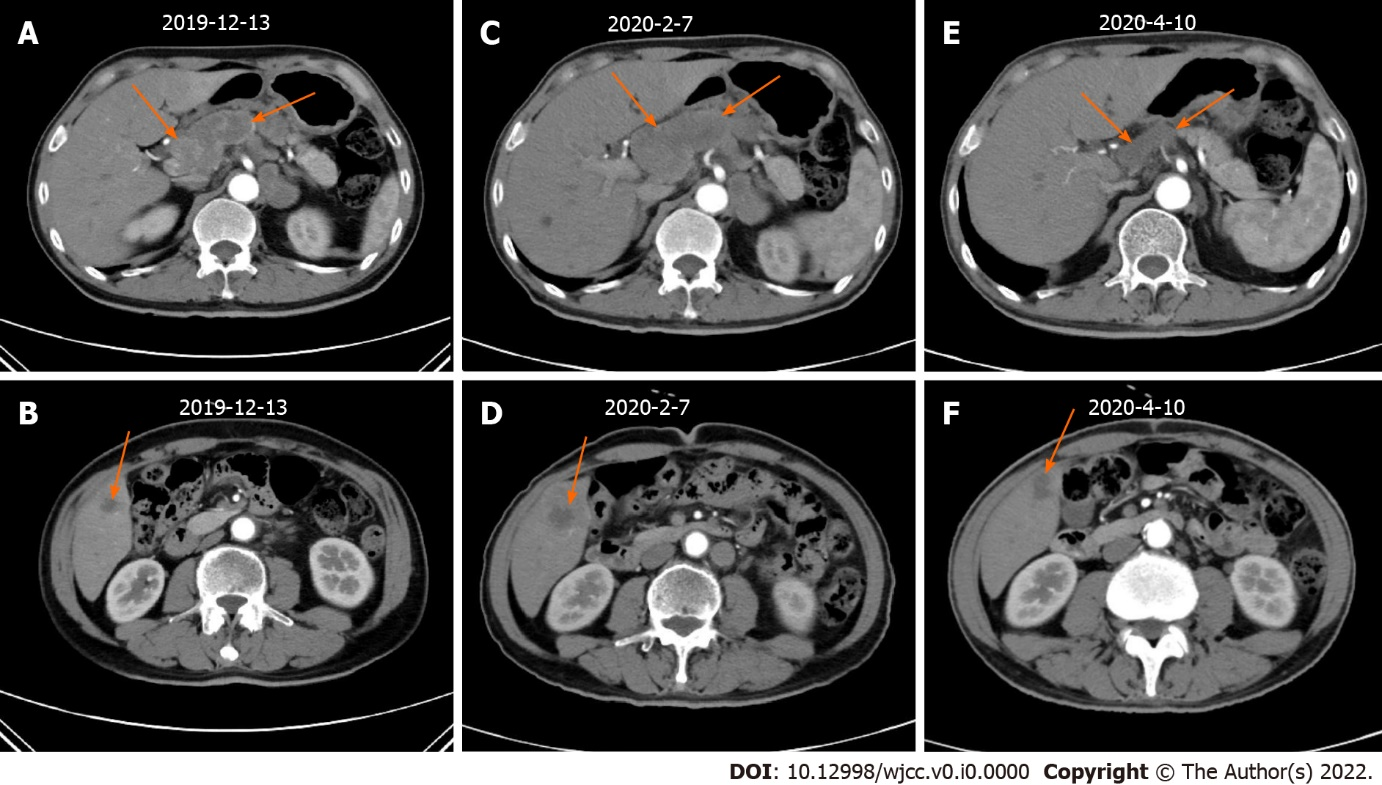 A
2019-12-13
C
2020-2-7
E
2020-4-10
B
2019-12-13
D
2020-2-7
F
2020-4-10
DOI: 10.12998/wjcc.v0.i0.0000 Copyright © The Author(s) 2022.